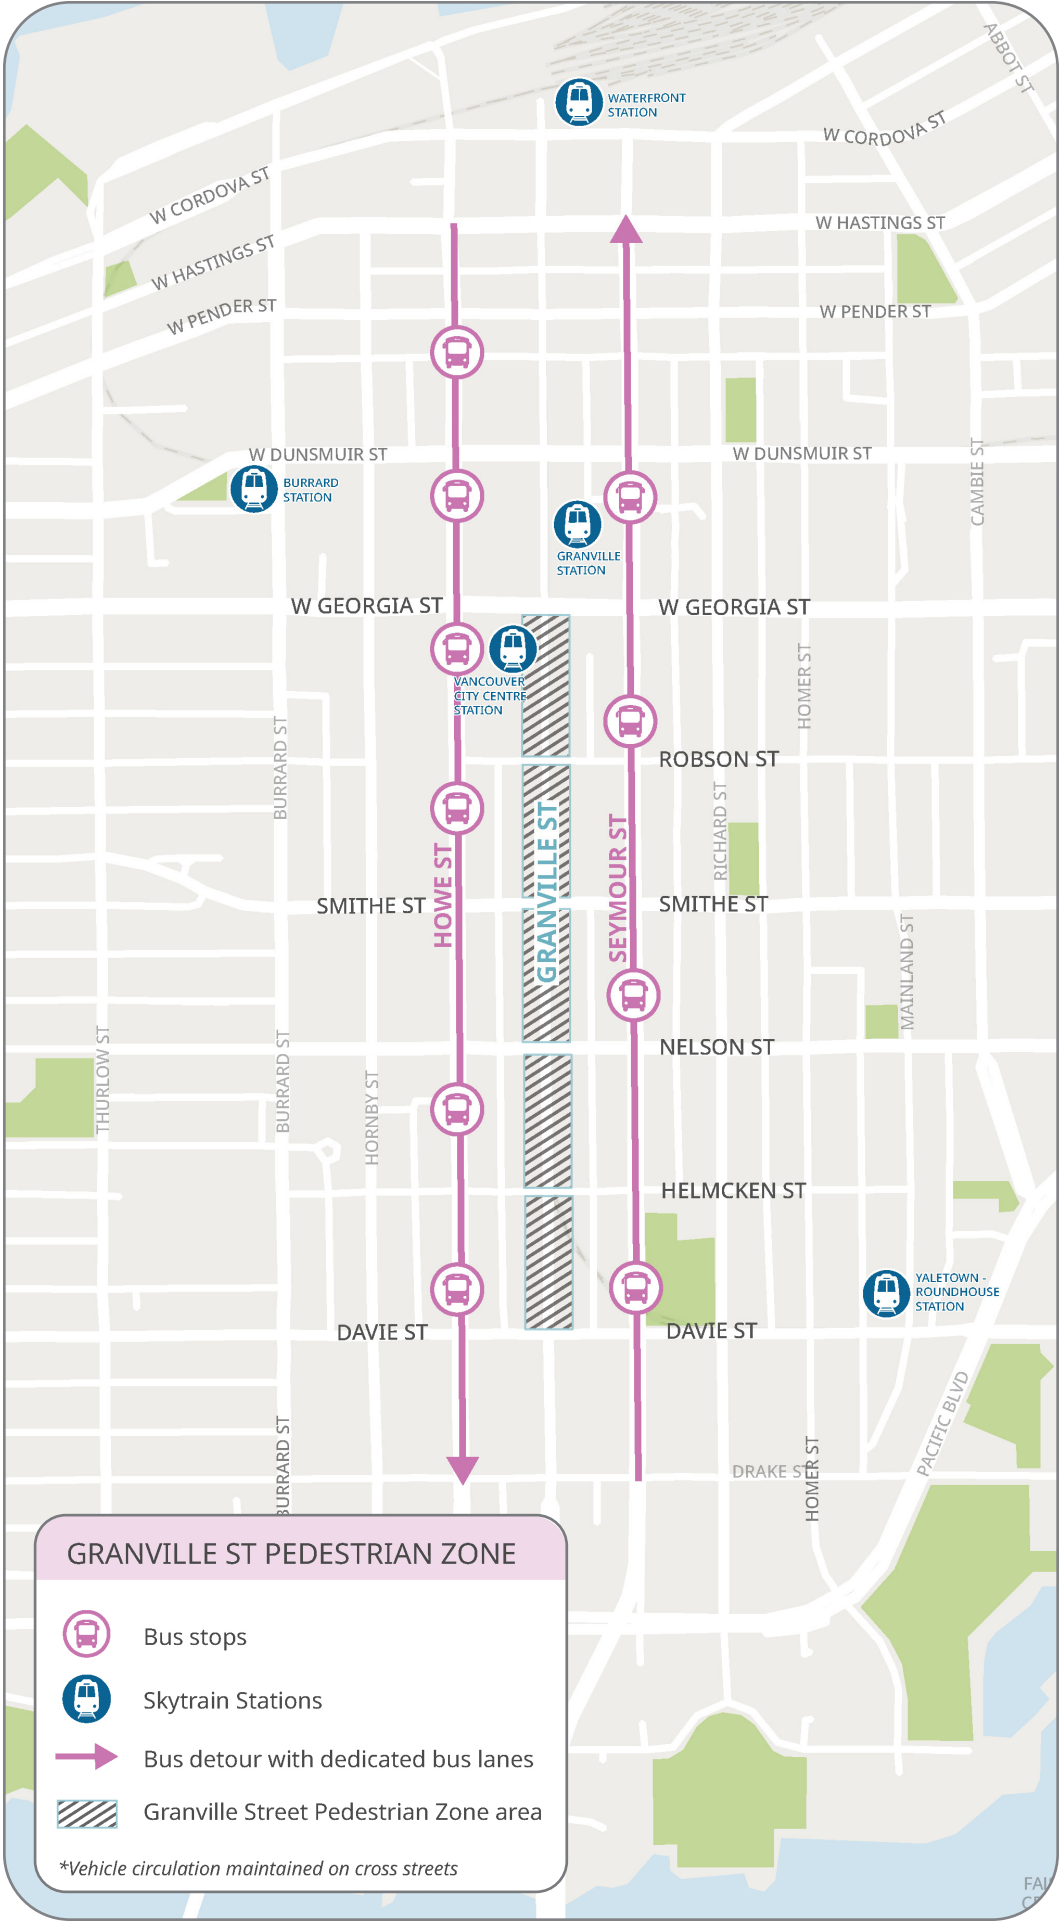 ABBOT ST
WATERFRONT
STATION
W CORDOVA ST
W CORDOVA ST
W HASTINGS ST
W HASTINGS ST
W PENDER ST
W PENDER ST
W DUNSMUIR ST
W DUNSMUIR ST
CAMBIE ST
BURRARD
STATION
GRANVILLE
STATION
W GEORGIA ST
W GEORGIA ST
HOMER ST
VANCOUVER
CITY CENTRE
STATION
BURRARD ST
ROBSON ST
RICHARD ST
HOWE ST
GRANVILLE ST
SEYMOUR ST
SMITHE ST
SMITHE ST
MAINLAND ST
THURLOW ST
BURRARD ST
HORNBY ST
NELSON ST
HELMCKEN ST
YALETOWN -
ROUNDHOUSE
STATION
DAVIE ST
DAVIE ST
PACIFIC BLVD
BURRARD ST
DRAKE ST
HOMER ST
GRANVILLE ST PEDESTRIAN ZONE
Bus stops
Skytrain Stations
Bus detour with dedicated bus lanes
Granville Street Pedestrian Zone area
*Vehicle circulation maintained on cross streets